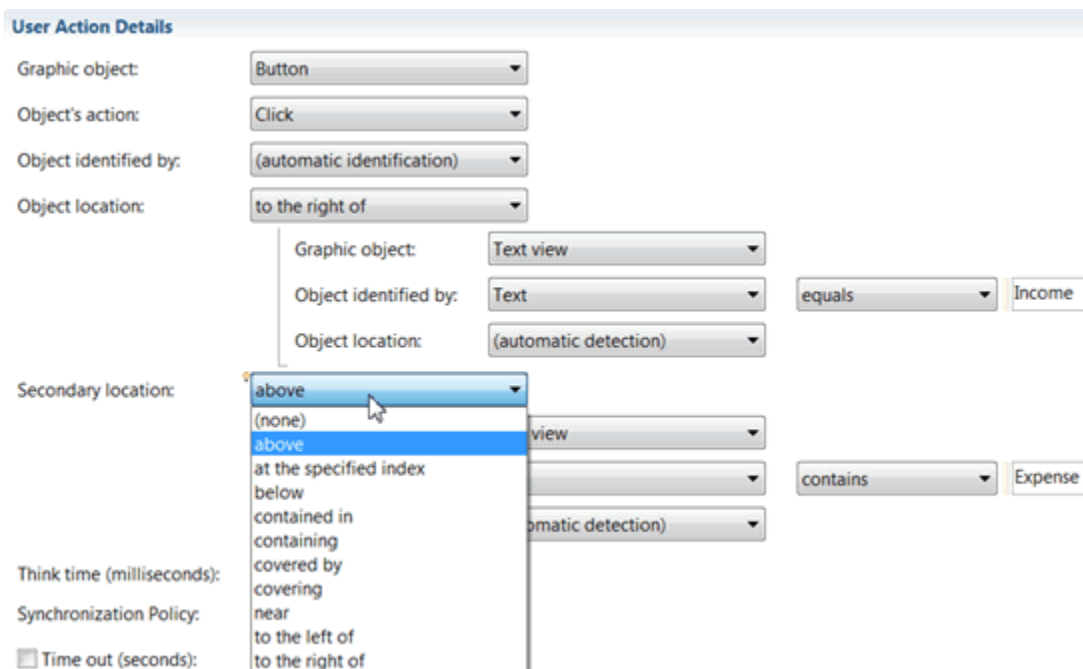 User Action Details
Graphic object: Button
Object's action: Click
Object identified by: (automatic identification)
Object location: to the right of
Graphic object: Text view
Object identified by: Text equals Income
Object location: (automatic detection)
Secondary location: above
(none)
view
above
at the specified index
contains Expense
below
contained in
omatic detection)
containing
covered by
Think time (milliseconds):
covering
Synchronization Policy:
near
to the left of
Time out (seconds):
to the right of